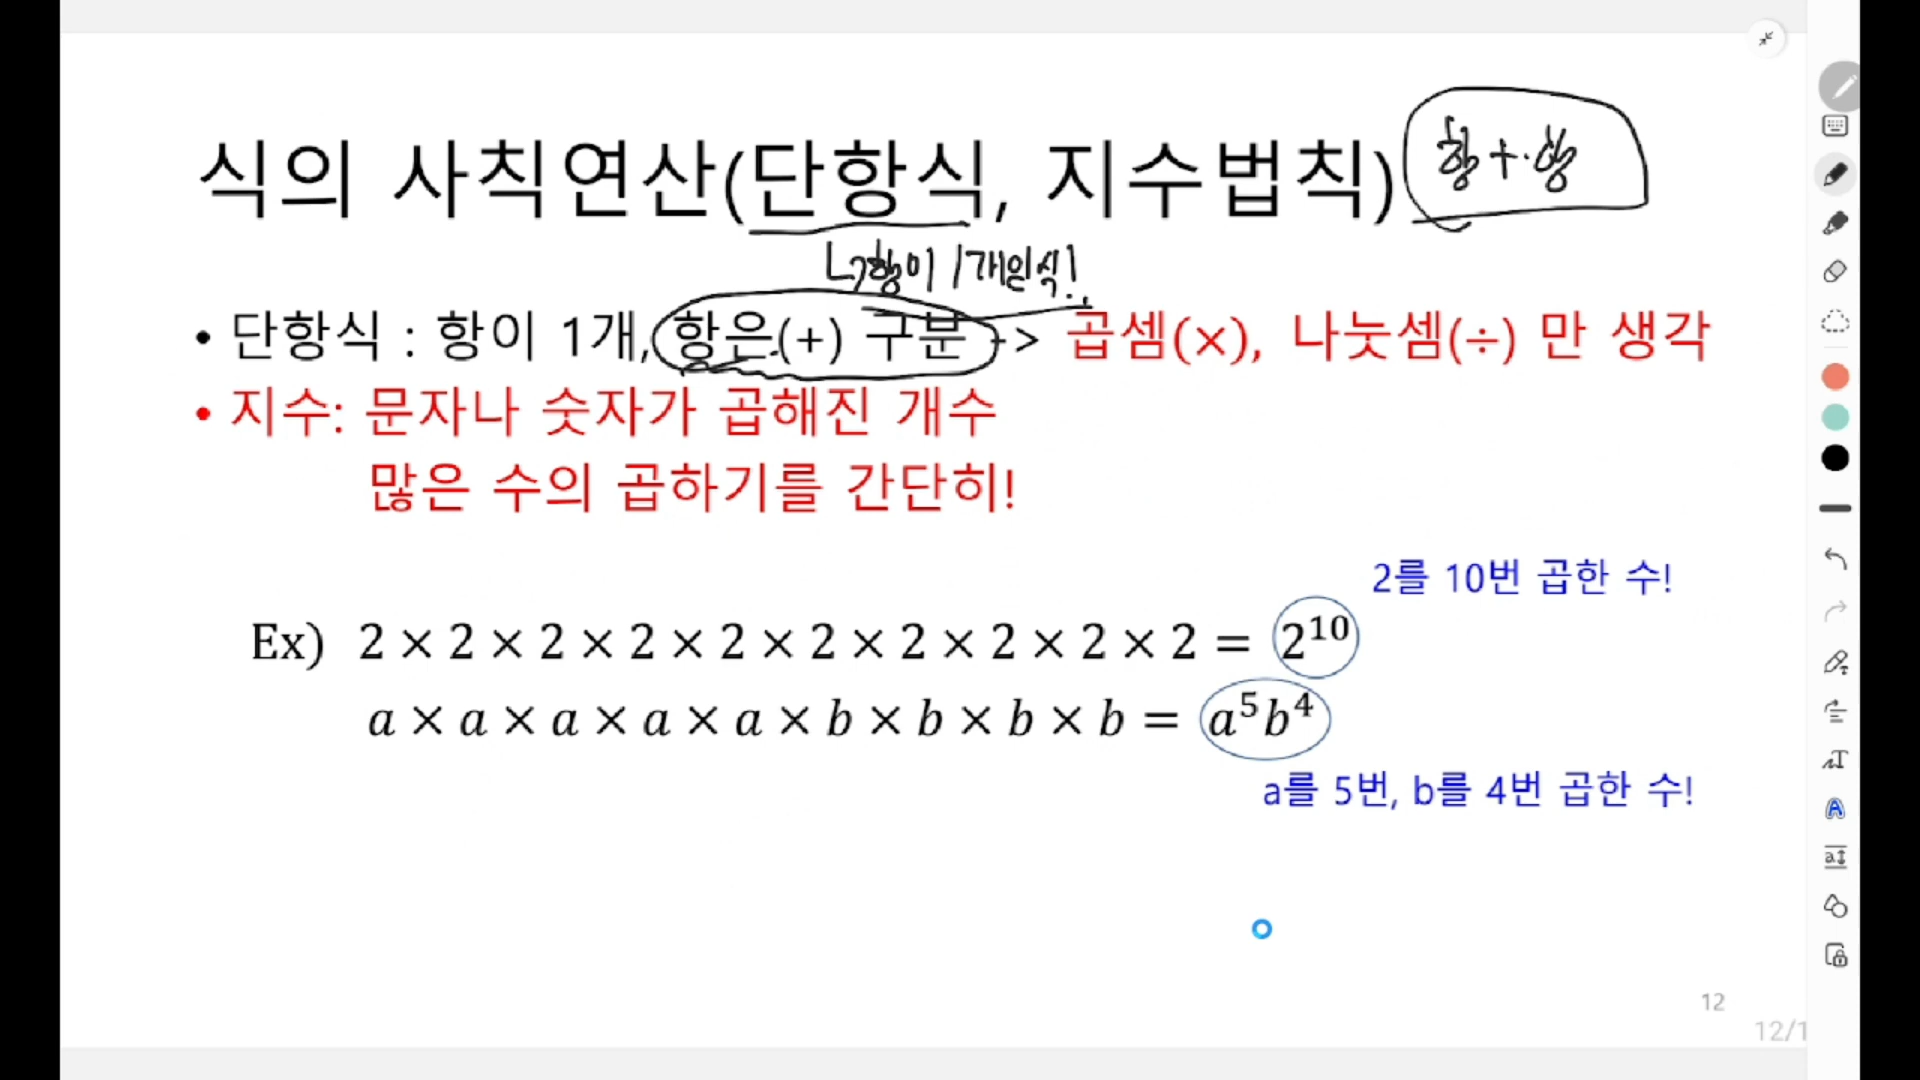 식의 사칙연산(단항식, 지수법칙)
항+항
항이 1개인식!
• 단항식 : 항이 1개, 항은(+) 구분-> 곱셈(×), 나눗셈(÷) 만 생각
• 지수: 문자나 숫자가 곱해진 개수
많은 수의 곱하기를 간단히!
2를 10번 곱한 수!
Ex) 2 × 2 × 2 × 2 × 2 × 2 × 2 × 2 × 2 × 2 = 2¹⁰
a × a × a × a × a × b × b × b × b = a⁵b⁴
a를 5번, b를 4번 곱한 수!
12
12/1